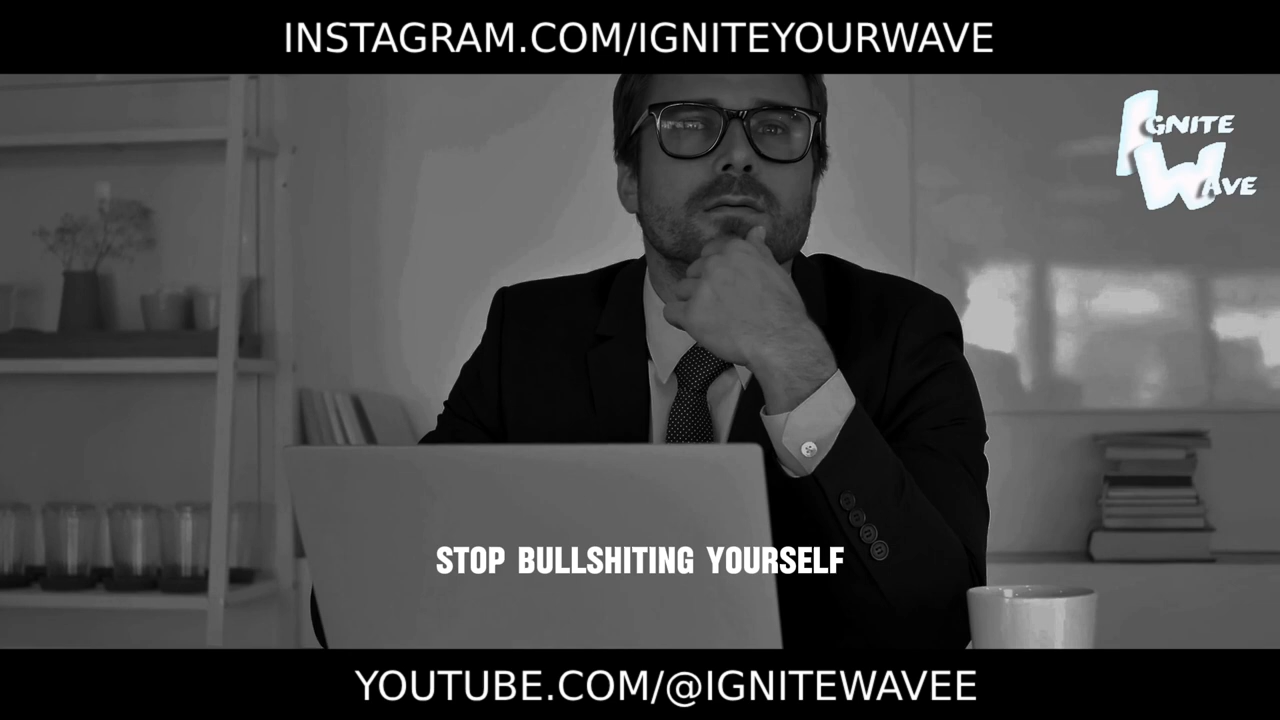 INSTAGRAM.COM/IGNITEYOURWAVE
IGNITE
WAVE
STOP BULLSHITING YOURSELF
YOUTUBE.COM/@IGNITEWAVEE